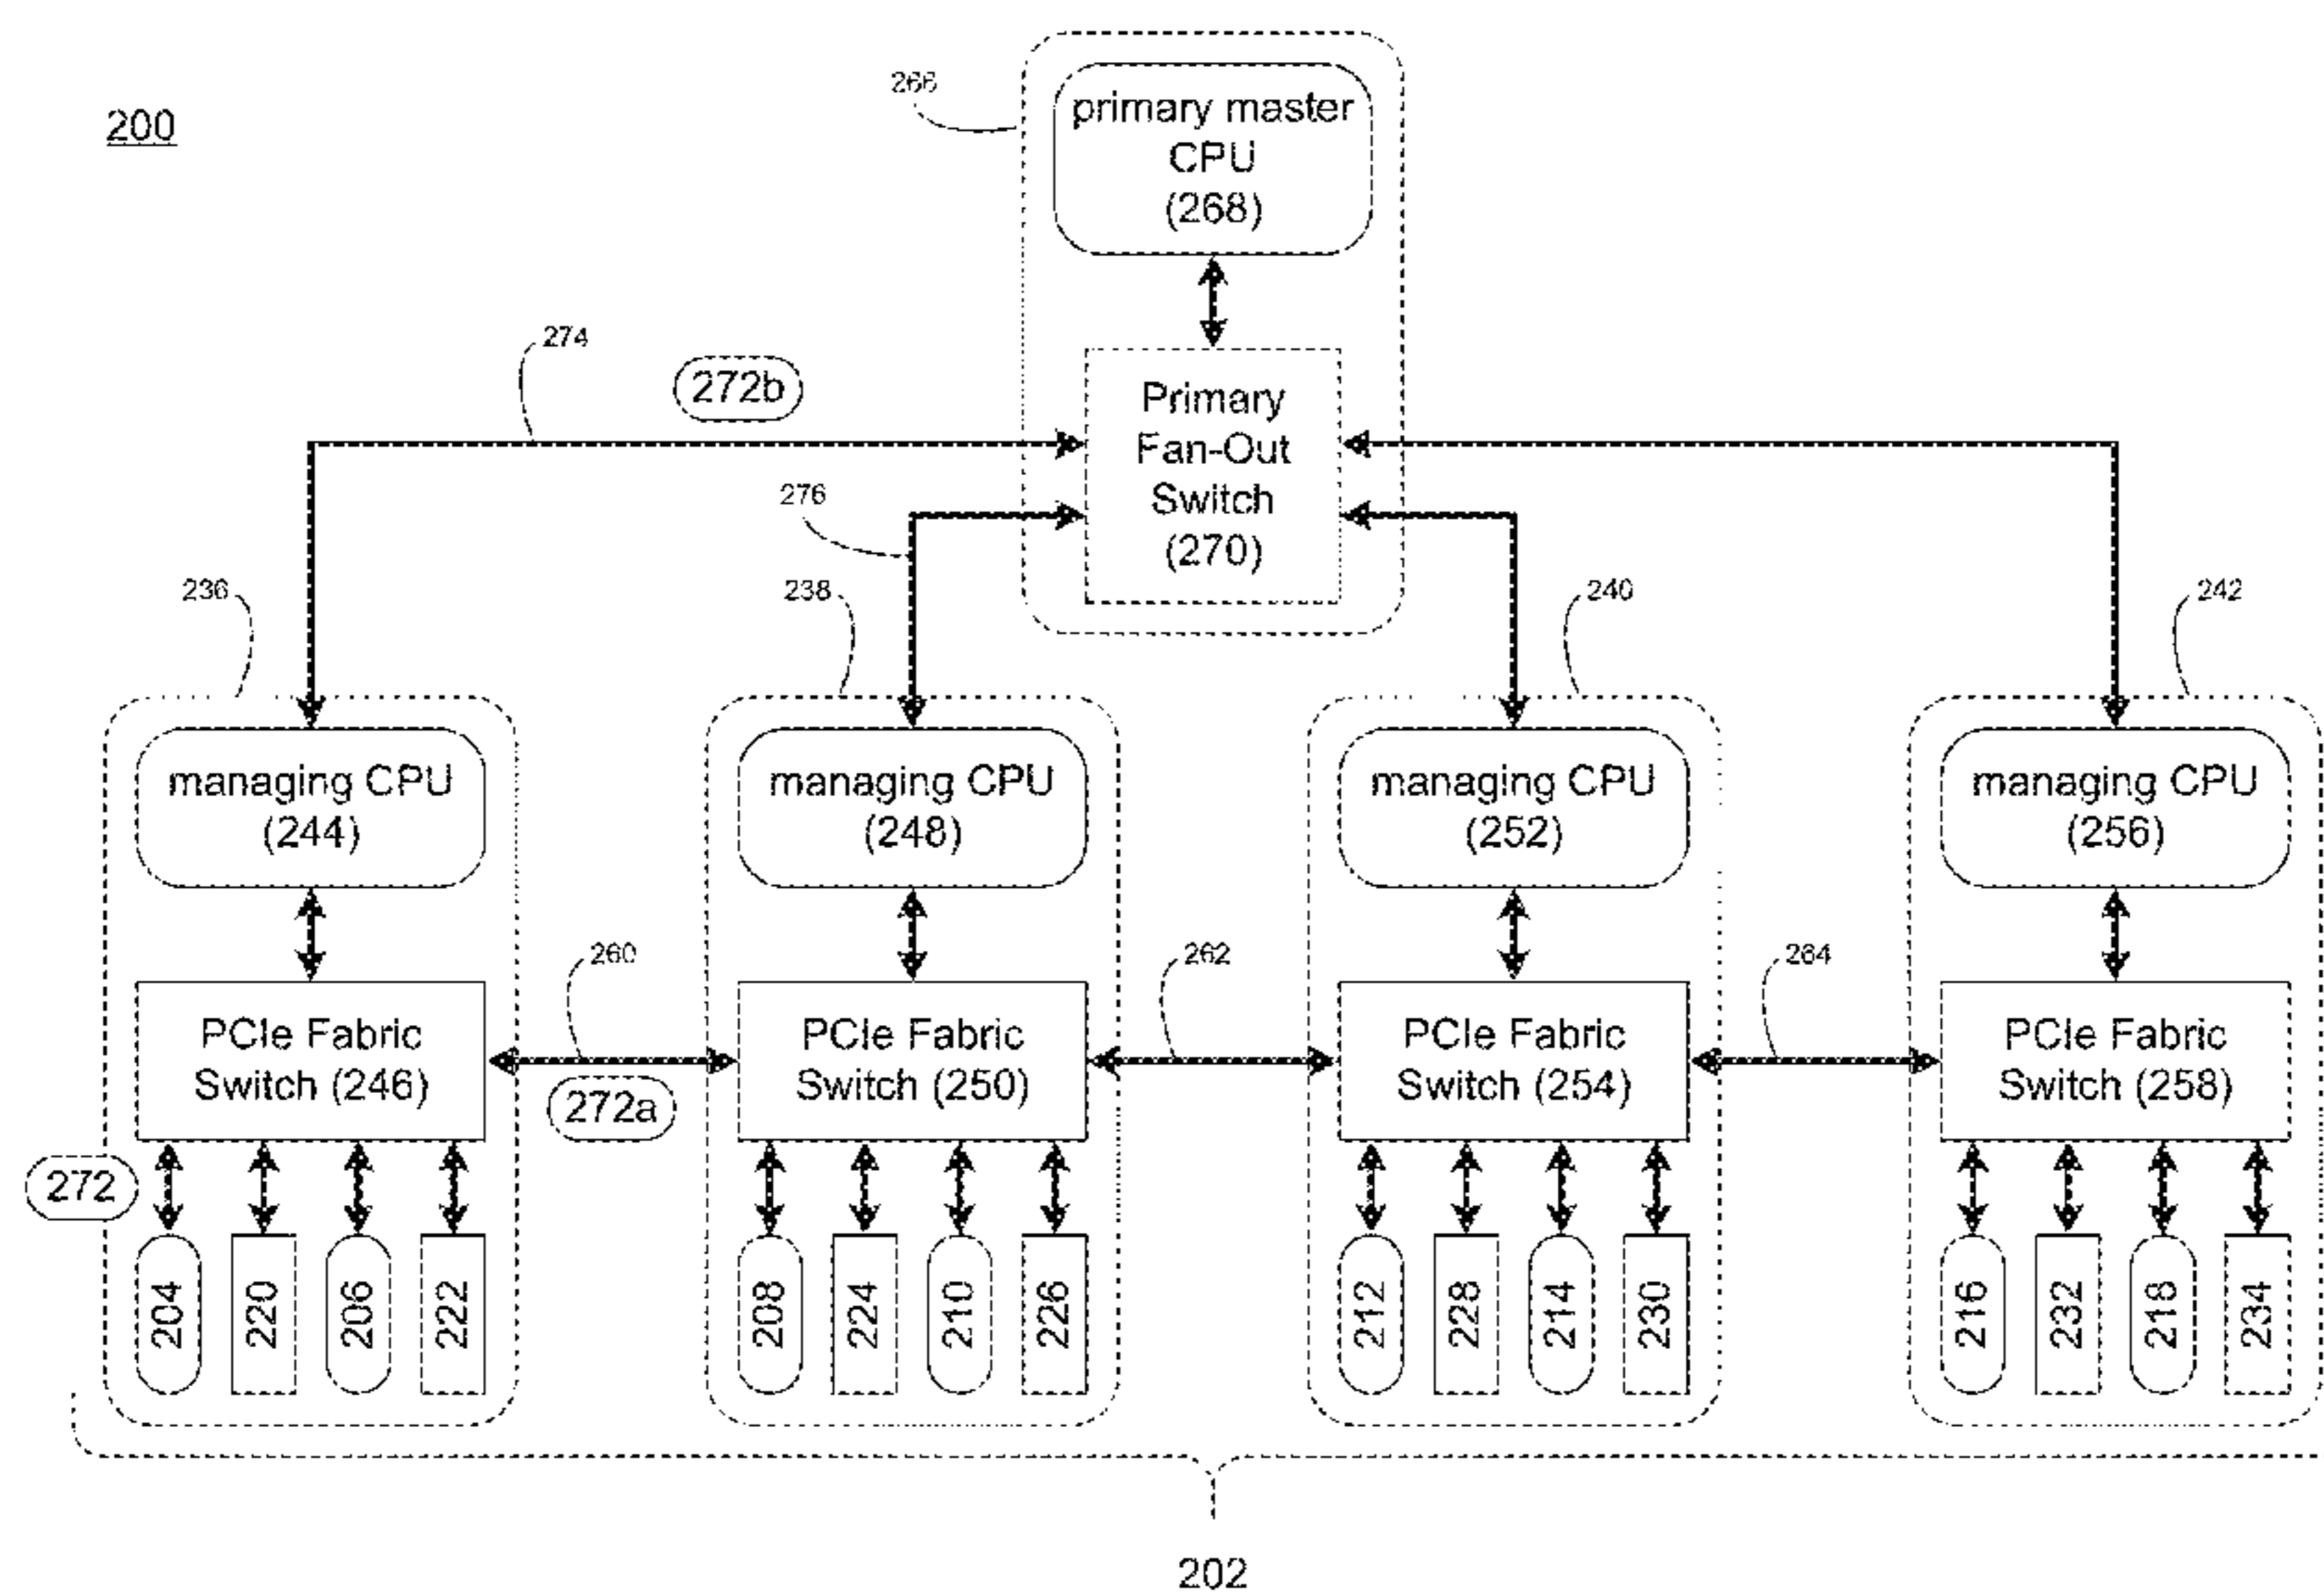 266
primary master
CPU
(268)
200
274
272b
Primary
Fan-Out
Switch
(270)
276
236
238
240
242
managing CPU
(244)
managing CPU
(248)
managing CPU
(252)
managing CPU
(256)
260
262
264
PCIe Fabric
Switch (246)
PCIe Fabric
Switch (250)
PCIe Fabric
Switch (254)
PCIe Fabric
Switch (258)
272a
272
204
220
206
222
208
224
210
226
212
228
214
230
216
232
218
234
202